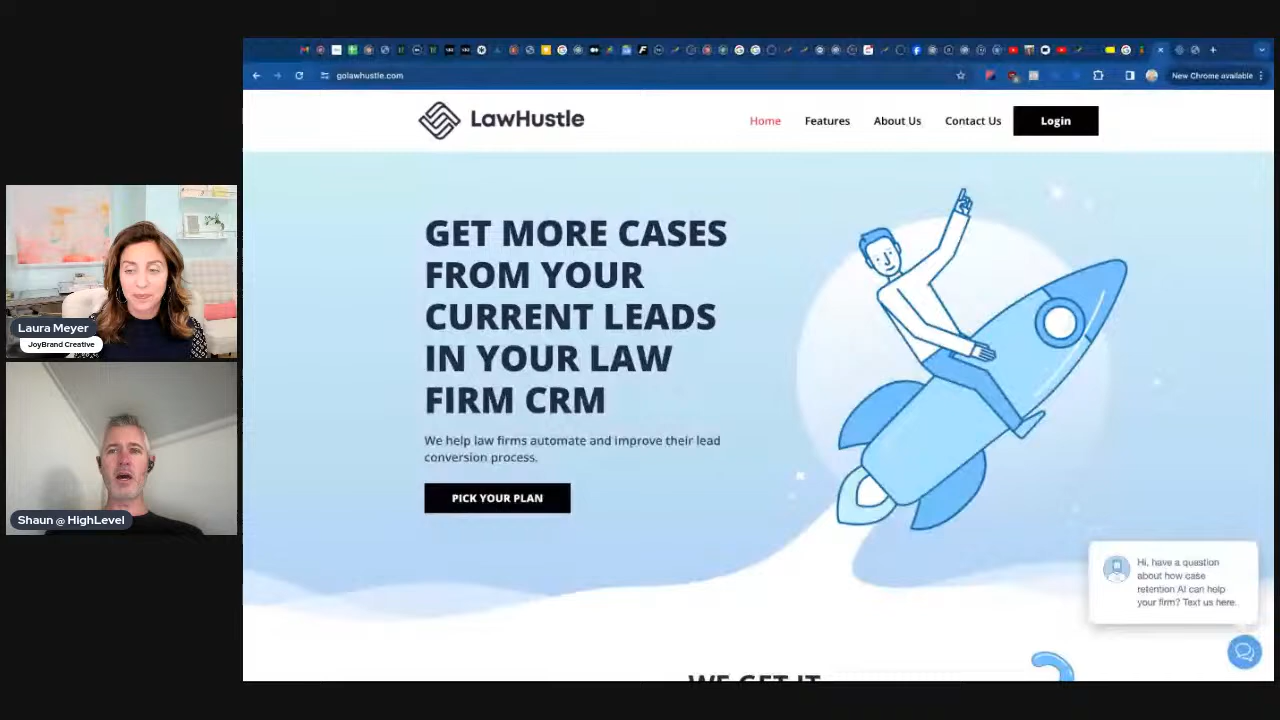 golawhustle.com
New Chrome available
LawHustle
Home
Features
About Us
Contact Us
Login
GET MORE CASES
FROM YOUR
CURRENT LEADS
IN YOUR LAW
FIRM CRM
We help law firms automate and improve their lead
conversion process.
PICK YOUR PLAN
Hi, have a question
about how case
retention AI can help
your firm? Text us here.
WE GET IT
Laura Meyer
JoyBrand Creative
Shaun @ HighLevel